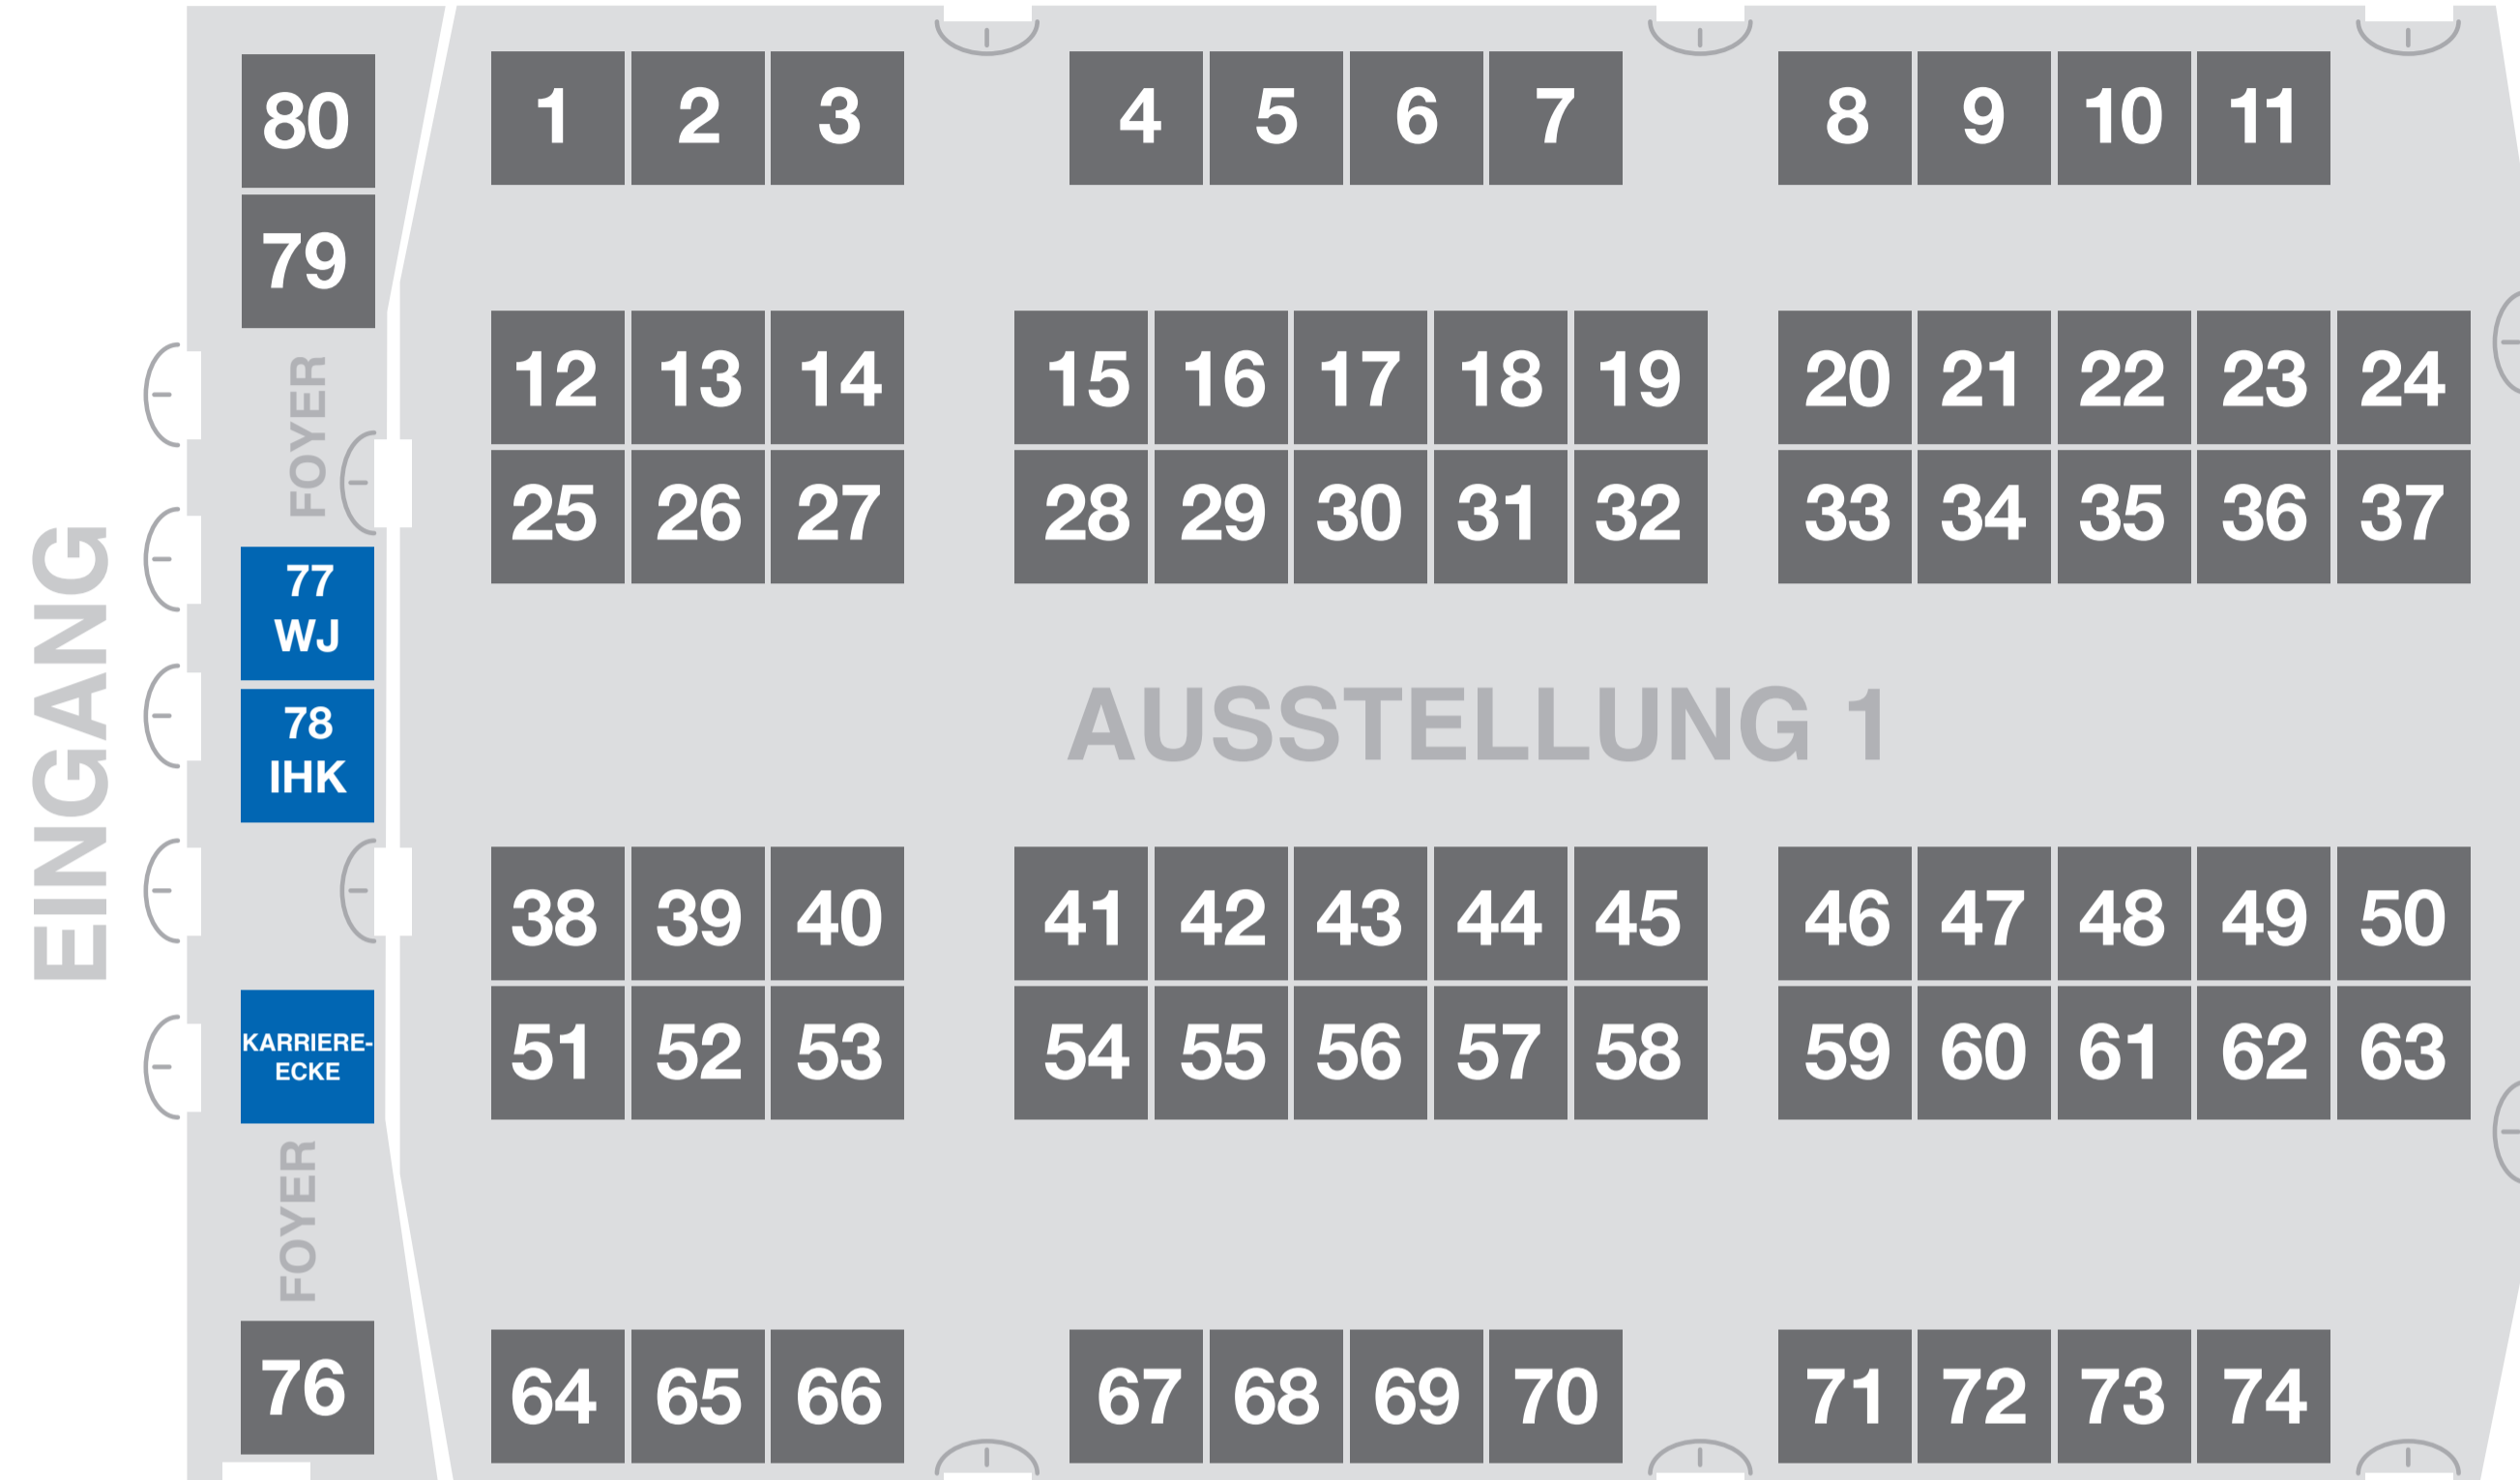 EINGANG
80
79
FOYER
77
WJ
78
IHK
KARRIERE-
ECKE
FOYER
76
1 2 3 4 5 6 7 8 9 10 11
12 13 14 15 16 17 18 19 20 21 22 23 24
25 26 27 28 29 30 31 32 33 34 35 36 37
AUSSTELLUNG 1
38 39 40 41 42 43 44 45 46 47 48 49 50
51 52 53 54 55 56 57 58 59 60 61 62 63
64 65 66 67 68 69 70 71 72 73 74